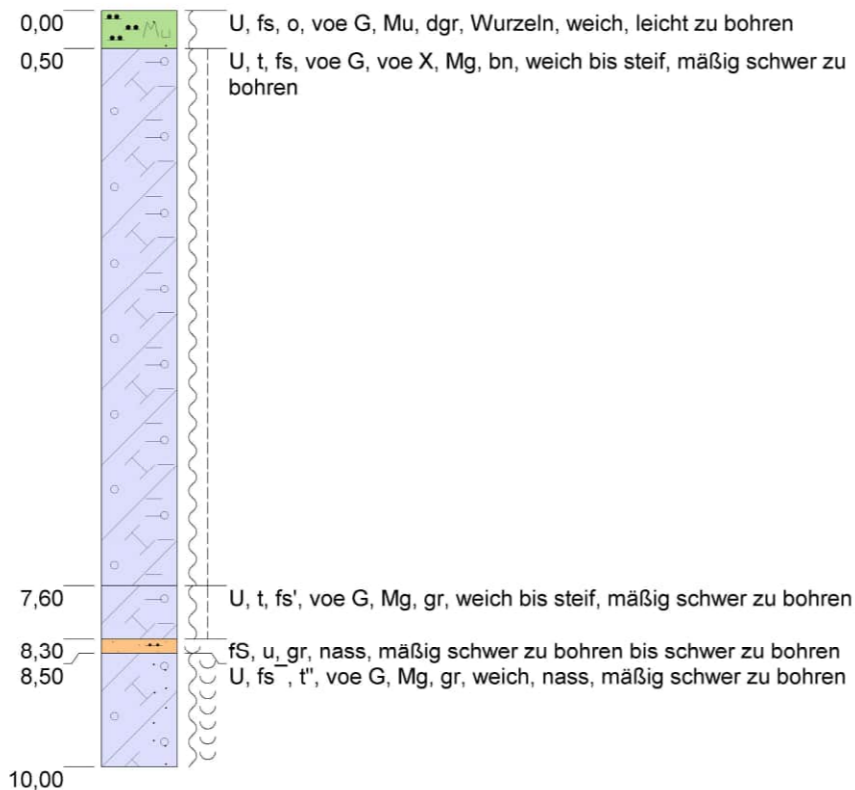 0,00 U, fs, o, voe G, Mu, dgr, Wurzeln, weich, leicht zu bohren
Mu
0,50 U, t, fs, voe G, voe X, Mg, bn, weich bis steif, mäßig schwer zu
bohren
7,60 U, t, fs', voe G, Mg, gr, weich bis steif, mäßig schwer zu bohren
8,30 fS, u, gr, nass, mäßig schwer zu bohren bis schwer zu bohren
8,50 U, fs¯, t'', voe G, Mg, gr, weich, nass, mäßig schwer zu bohren
10,00